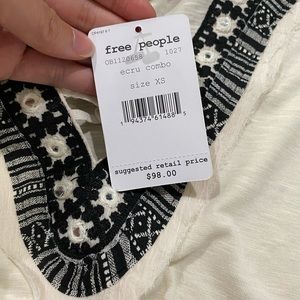 free people
OB1120658 1027
ecru combo
size XS
suggested retail price
$98.00